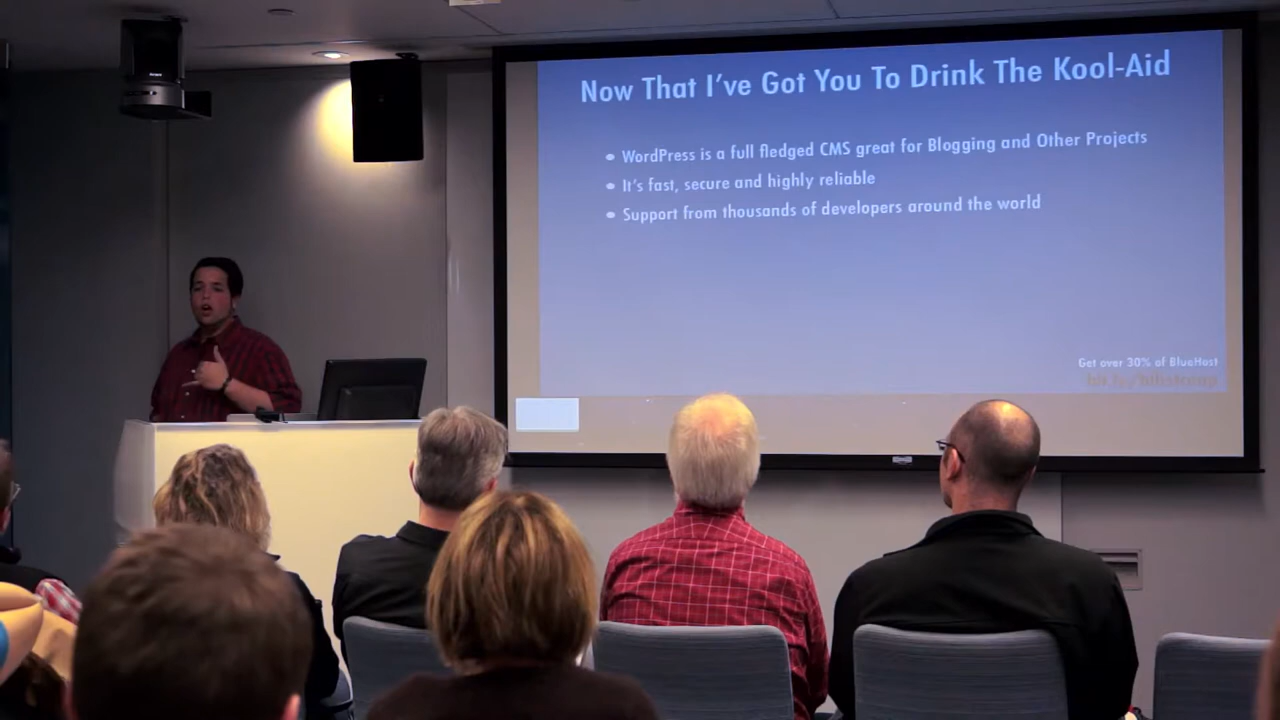 Now That I've Got You To Drink The Kool-Aid
• WordPress is a full fledged CMS great for Blogging and Other Projects
• It's fast, secure and highly reliable
• Support from thousands of developers around the world
Get over 30% of BlueHost